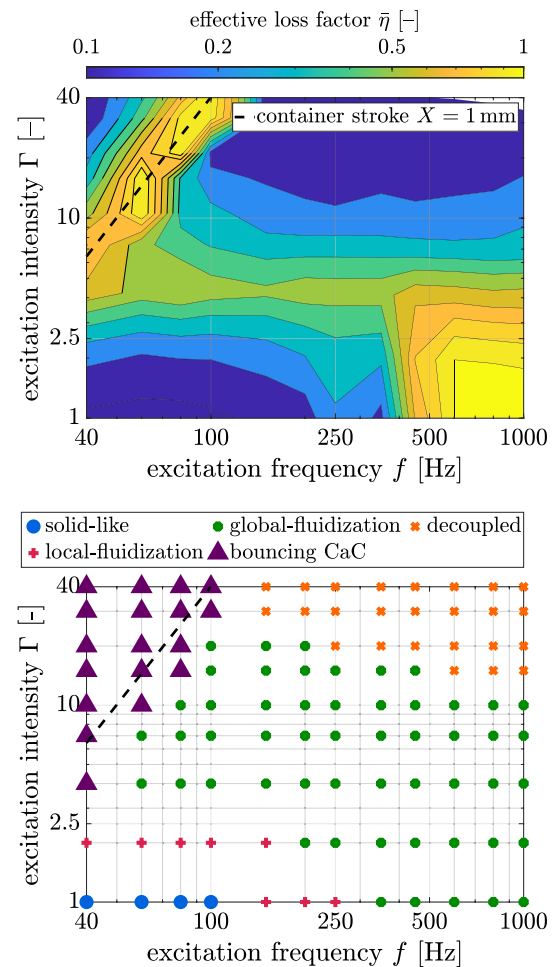 effective loss factor η̄ [–]
0.1 0.2 0.5 1
container stroke X = 1 mm
excitation intensity Γ [–]
40
10
2.5
1
40 100 250 500 1000
excitation frequency f [Hz]
solid-like global-fluidization decoupled
local-fluidization bouncing CaC
excitation intensity Γ [-]
40
10
2.5
1
40 100 250 500 1000
excitation frequency f [Hz]